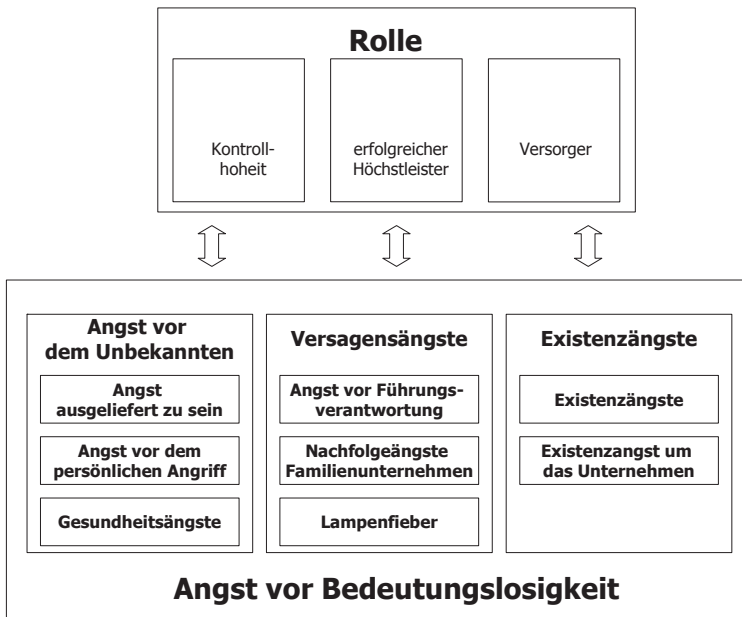 Rolle
Kontroll-
hoheit
erfolgreicher
Höchstleister
Versorger
Angst vor
dem Unbekannten
Angst
ausgeliefert zu sein
Angst vor dem
persönlichen Angriff
Gesundheitsängste
Versagensängste
Angst vor Führungs-
verantwortung
Nachfolgeängste
Familienunternehmen
Lampenfieber
Existenzängste
Existenzängste
Existenzangst um
das Unternehmen
Angst vor Bedeutungslosigkeit